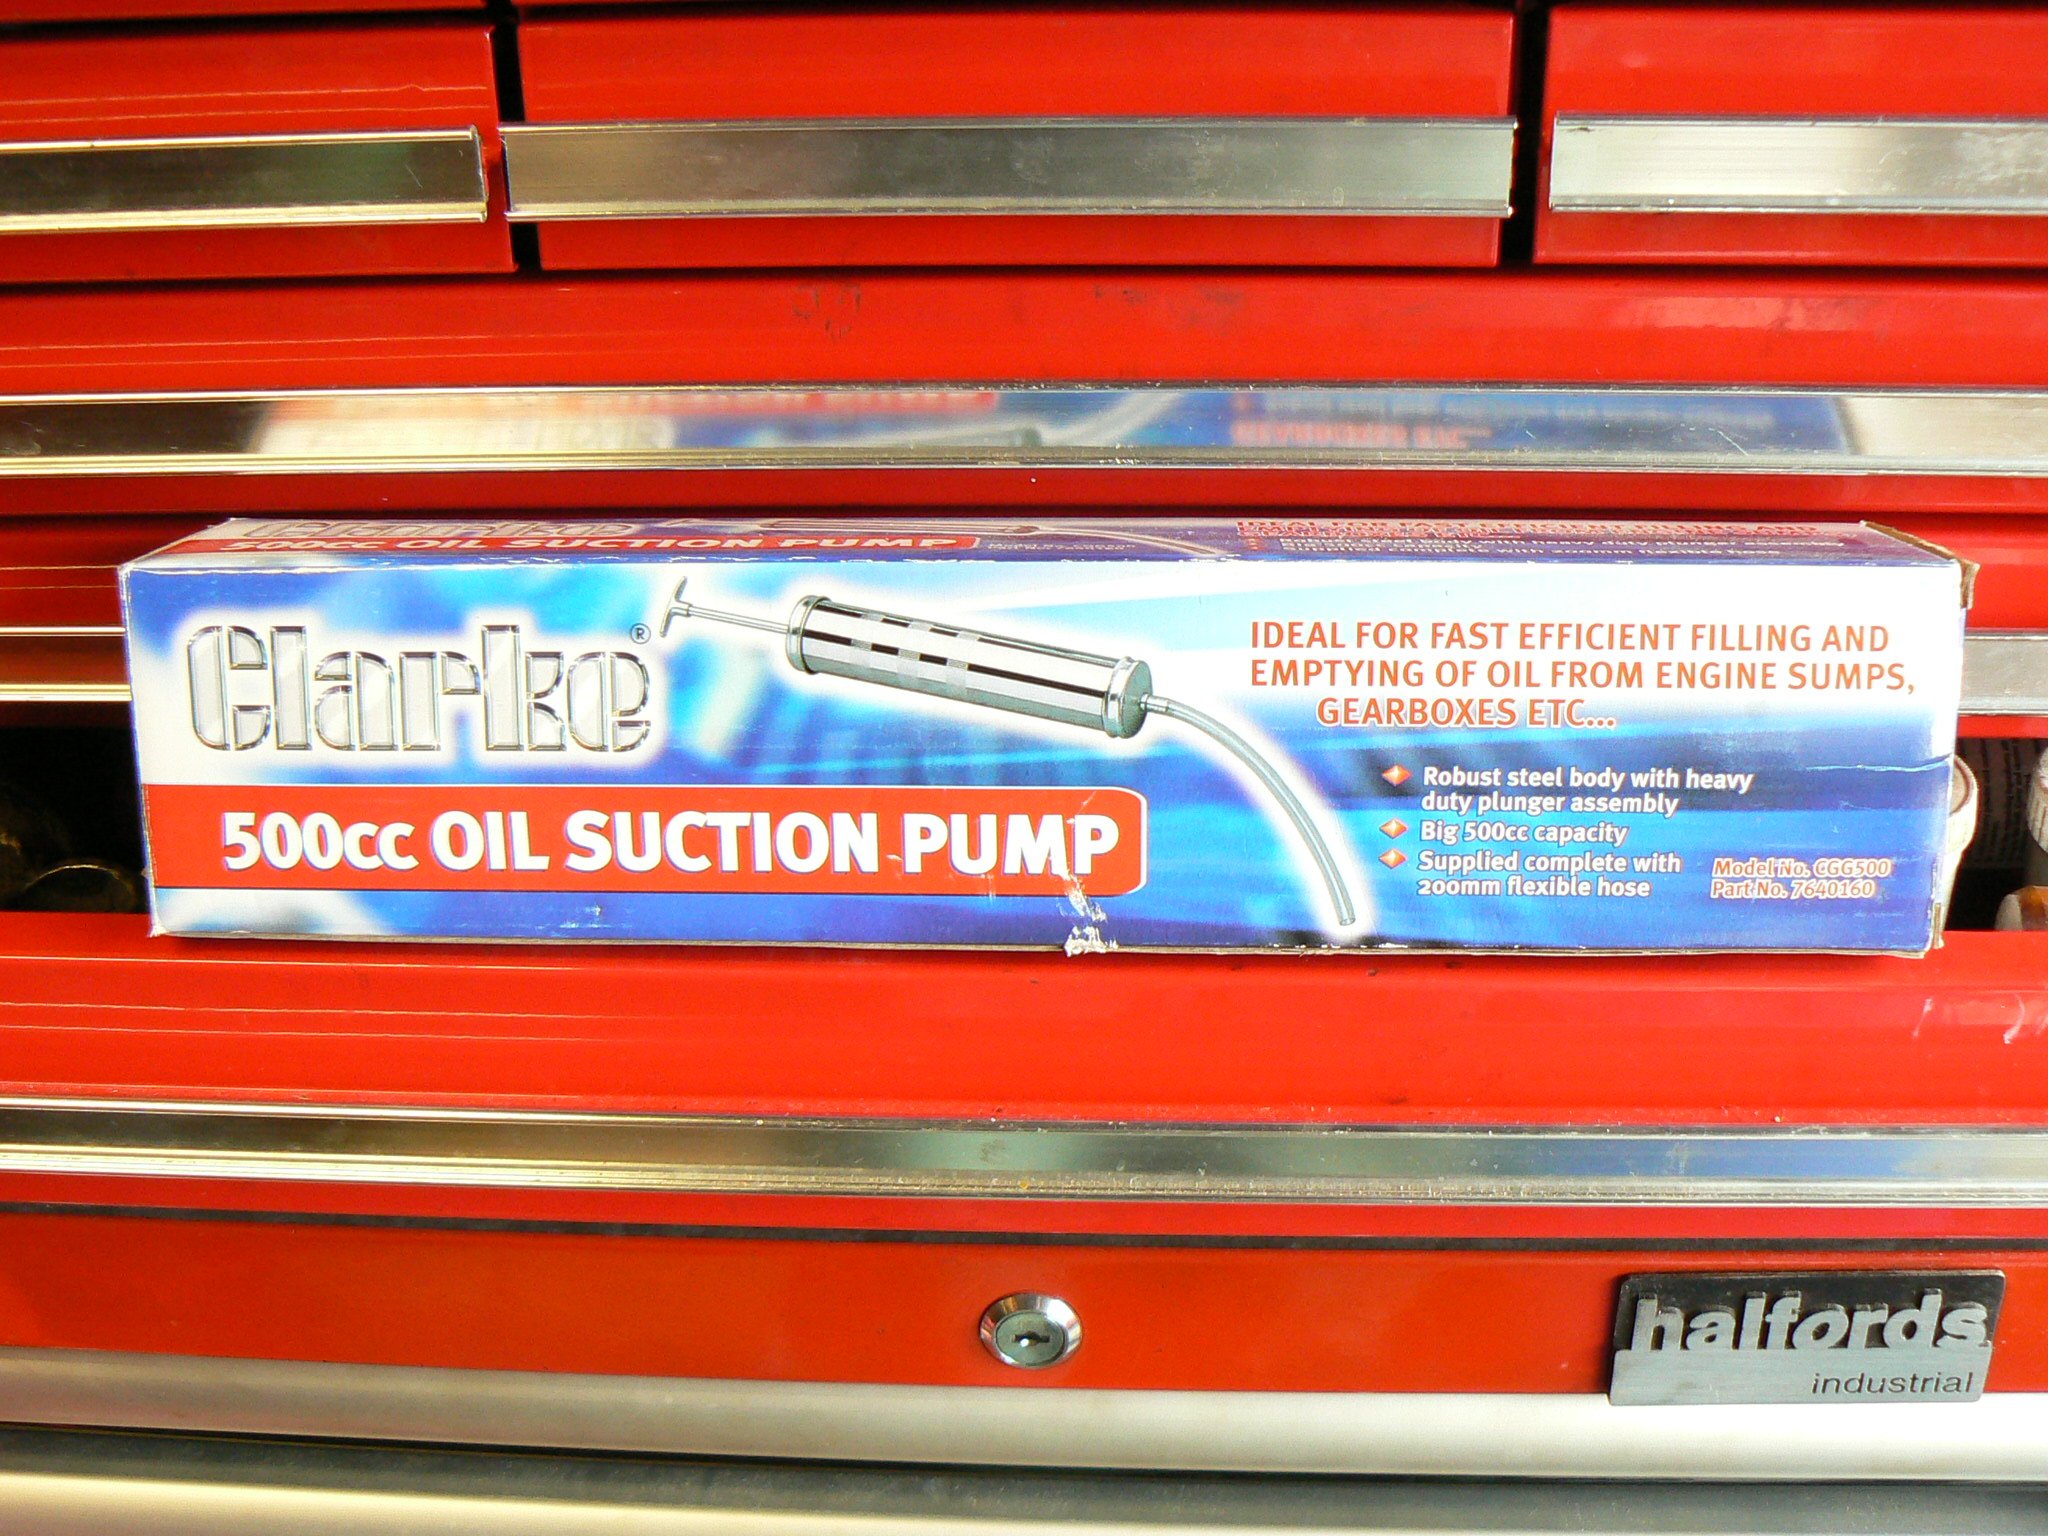 Clarke
500cc OIL SUCTION PUMP
Clarke®
500cc OIL SUCTION PUMP
IDEAL FOR FAST EFFICIENT FILLING AND
EMPTYING OF OIL FROM ENGINE SUMPS,
GEARBOXES ETC...
Robust steel body with heavy
duty plunger assembly
Big 500cc capacity
Supplied complete with
200mm flexible hose
Model No. CGG500
Part No. 7640160
halfords
industrial